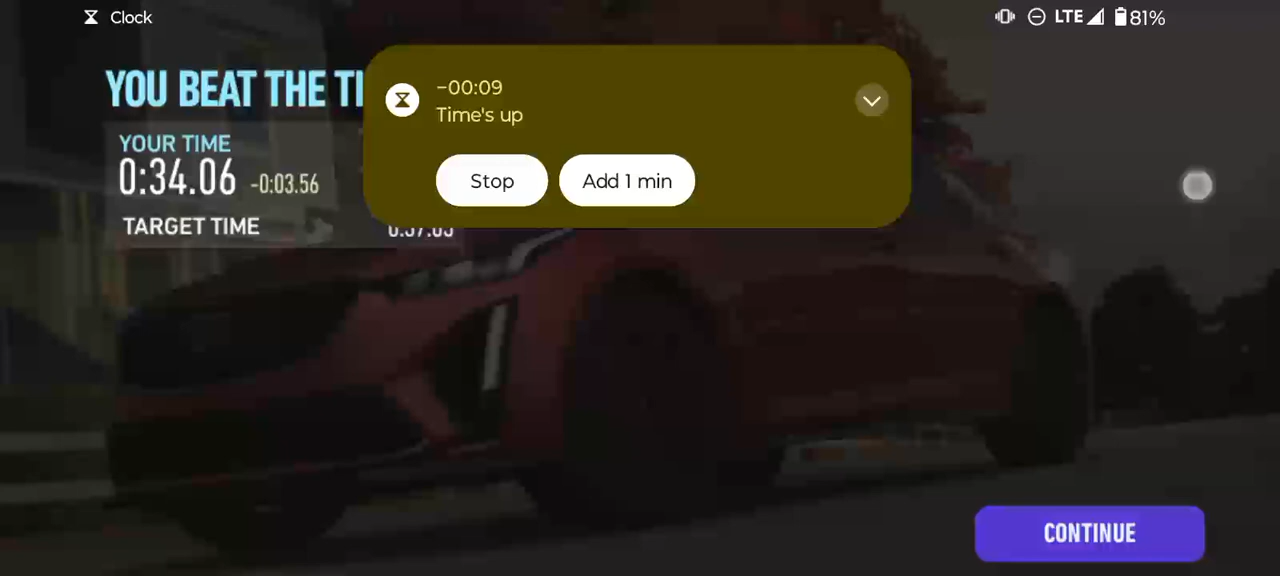 Clock
LTE
81%
YOU BEAT THE
−00:09
Time's up
YOUR TIME
0:34.06 -0:03.56
Stop
Add 1 min
TARGET TIME
CONTINUE